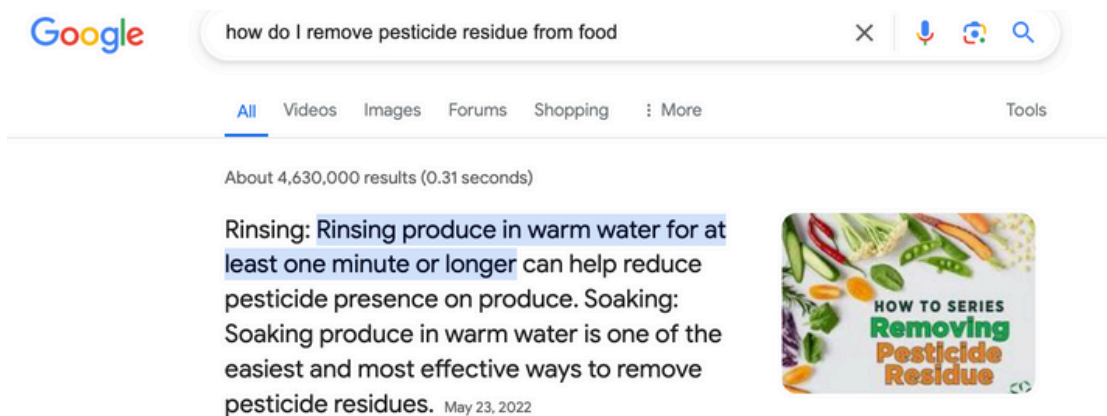 Google
how do I remove pesticide residue from food
All Videos Images Forums Shopping More Tools
About 4,630,000 results (0.31 seconds)
Rinsing: Rinsing produce in warm water for at
least one minute or longer can help reduce
pesticide presence on produce. Soaking:
Soaking produce in warm water is one of the
easiest and most effective ways to remove
pesticide residues. May 23, 2022
HOW TO SERIES
Removing
Pesticide
Residue